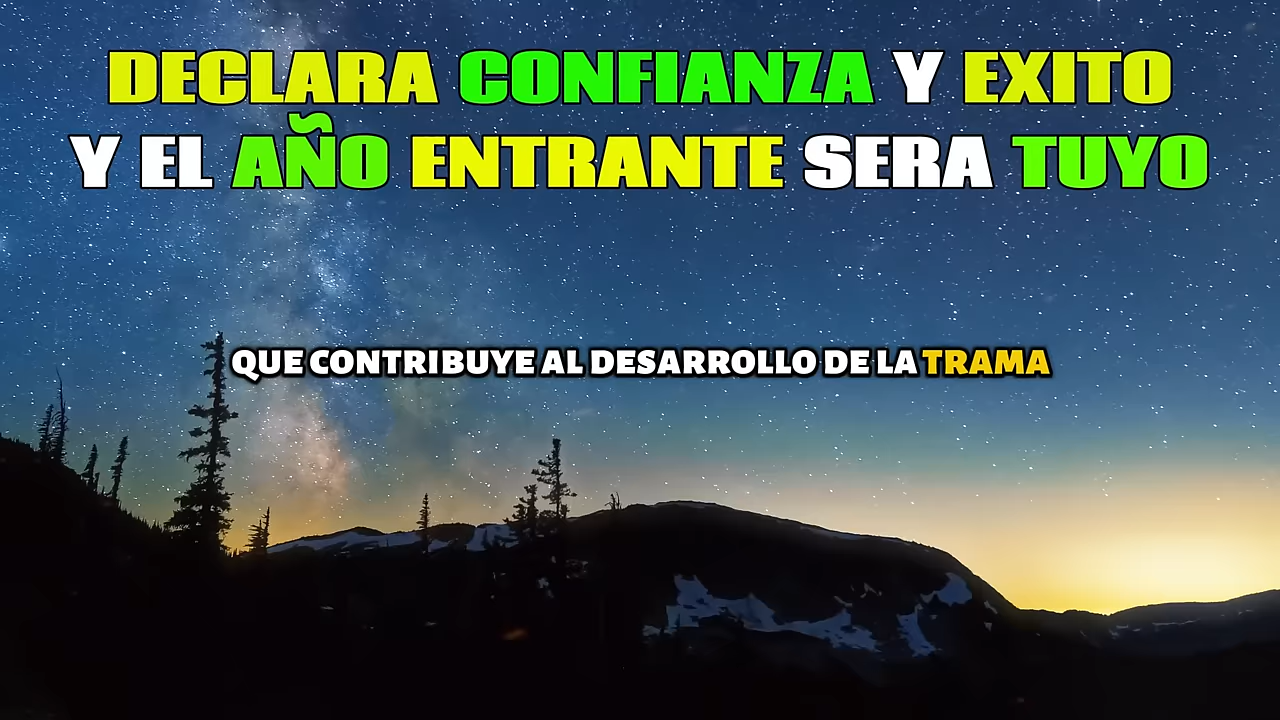 DECLARA CONFIANZA Y EXITO
Y EL AÑO ENTRANTE SERA TUYO
QUE CONTRIBUYE AL DESARROLLO DE LA TRAMA